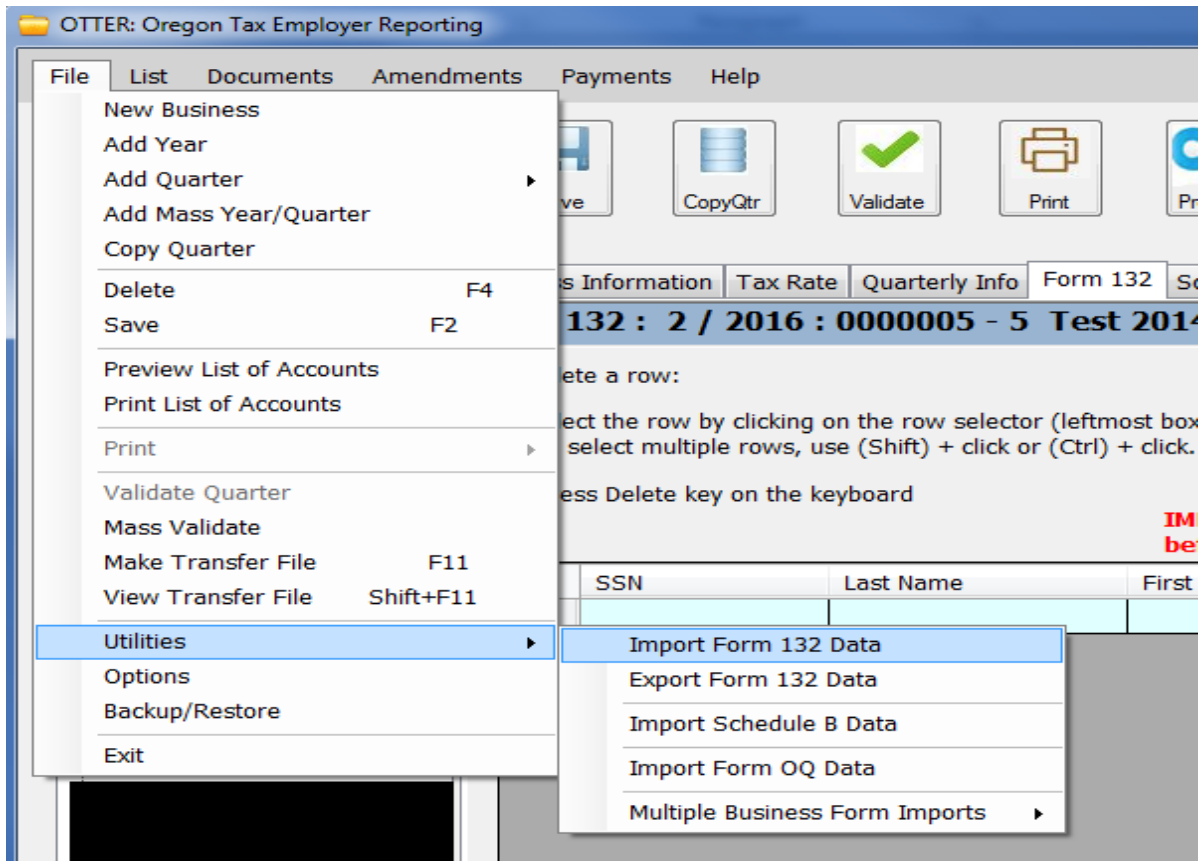 OTTER: Oregon Tax Employer Reporting
File List Documents Amendments Payments Help
New Business
Add Year
Add Quarter
Add Mass Year/Quarter
Copy Quarter
Delete F4
Save F2
Preview List of Accounts
Print List of Accounts
Print
Validate Quarter
Mass Validate
Make Transfer File F11
View Transfer File Shift+F11
Utilities
Options
Backup/Restore
Exit
Import Form 132 Data
Export Form 132 Data
Import Schedule B Data
Import Form OQ Data
Multiple Business Form Imports
CopyQtr Validate Print
Information Tax Rate Quarterly Info Form 132
132 : 2 / 2016 : 0000005 - 5 Test 2014
a row:
the row by clicking on the row selector (leftmost box
select multiple rows, use (Shift) + click or (Ctrl) + click.
Delete key on the keyboard
SSN Last Name First